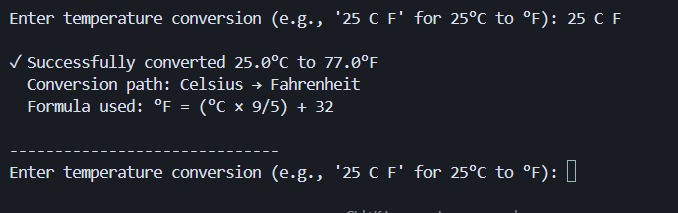 Enter temperature conversion (e.g., '25 C F' for 25°C to °F): 25 C F
✓ Successfully converted 25.0°C to 77.0°F
Conversion path: Celsius → Fahrenheit
Formula used: °F = (°C × 9/5) + 32
------------------------------
Enter temperature conversion (e.g., '25 C F' for 25°C to °F):